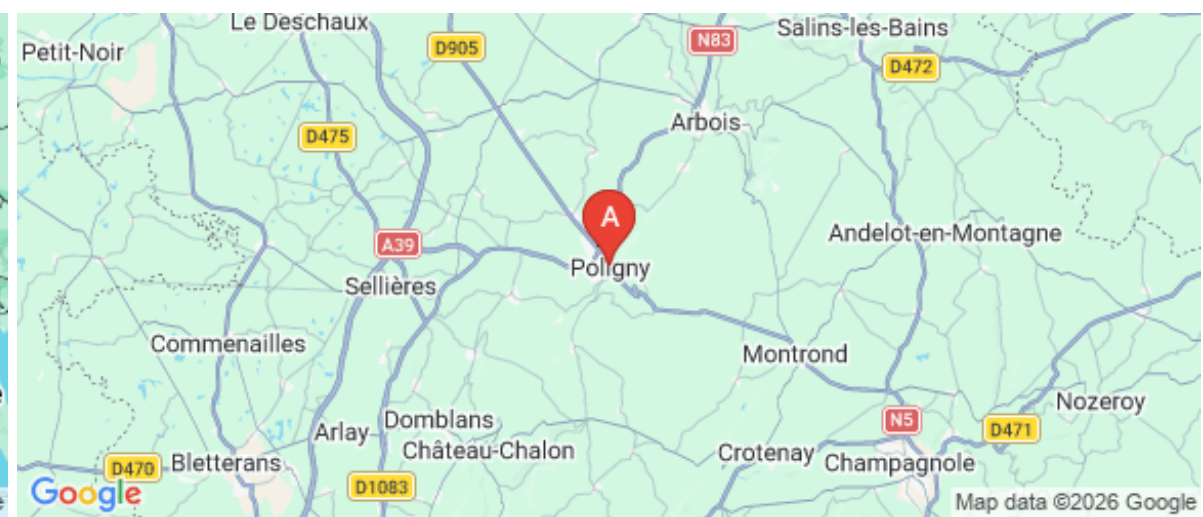 Le Deschaux
Salins-les-Bains
N83
D905
Petit-Noir
D472
Arbois
D475
A
Andelot-en-Montagne
A39
Poligny
Sellières
Commenailles
Montrond
Nozeroy
Domblans
N5
D471
Arlay
Château-Chalon
Crotenay
Champagnole
D470
Bletterans
D1083
Google
Map data ©2026 Google